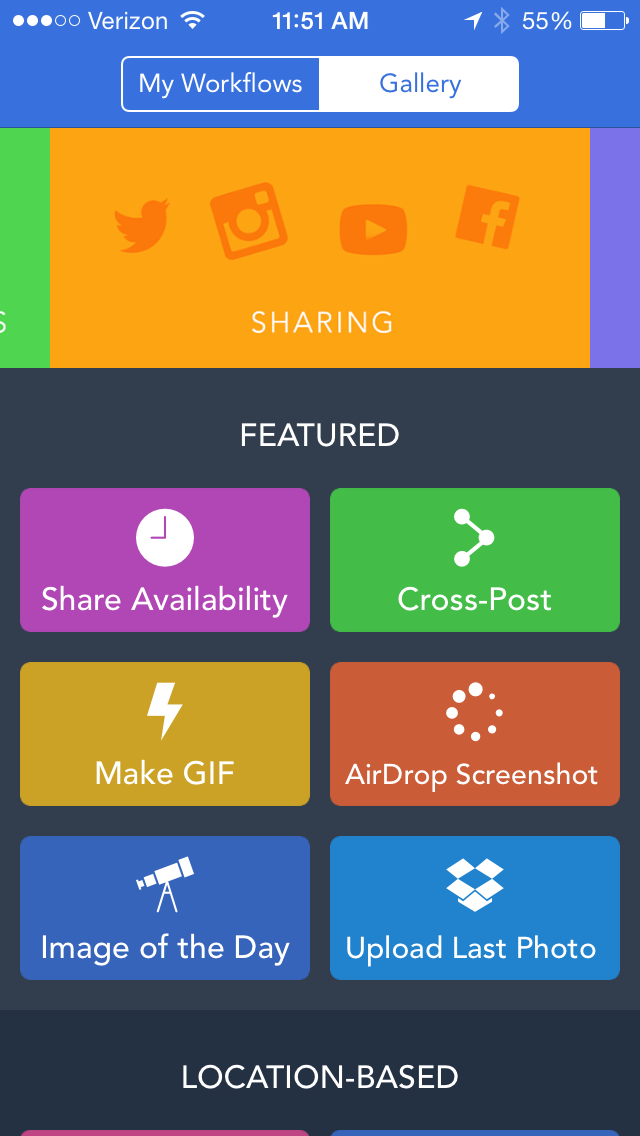 Verizon 11:51 AM 55%
My Workflows Gallery
S SHARING
FEATURED
Share Availability Cross-Post
Make GIF AirDrop Screenshot
Image of the Day Upload Last Photo
LOCATION-BASED